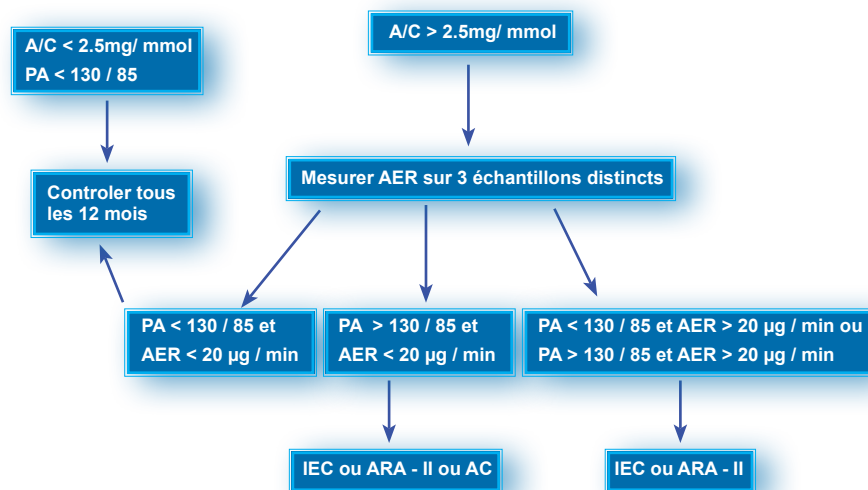 A/C < 2.5mg/ mmol
PA < 130 / 85
A/C > 2.5mg/ mmol
Controler tous
les 12 mois
Mesurer AER sur 3 échantillons distincts
PA < 130 / 85 et
AER < 20 µg / min
PA > 130 / 85 et
AER < 20 µg / min
PA < 130 / 85 et AER > 20 µg / min ou
PA > 130 / 85 et AER > 20 µg / min
IEC ou ARA - II ou AC
IEC ou ARA - II